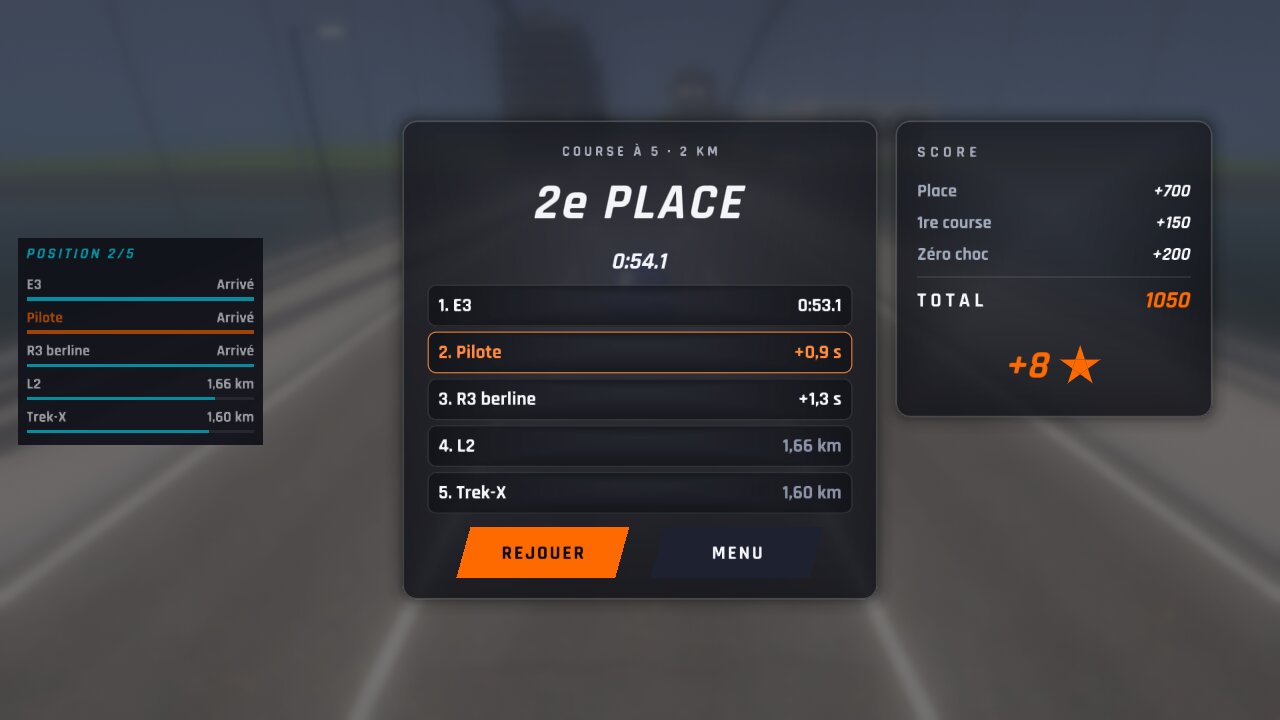 POSITION 2/5
E3 Arrivé
Pilote Arrivé
R3 berline Arrivé
L2 1,66 km
Trek-X 1,60 km
COURSE À 5 · 2 KM
2e PLACE
0:54.1
1. E3 0:53.1
2. Pilote +0,9 s
3. R3 berline +1,3 s
4. L2 1,66 km
5. Trek-X 1,60 km
REJOUER MENU
SCORE
Place +700
1re course +150
Zéro choc +200
TOTAL 1050
+8